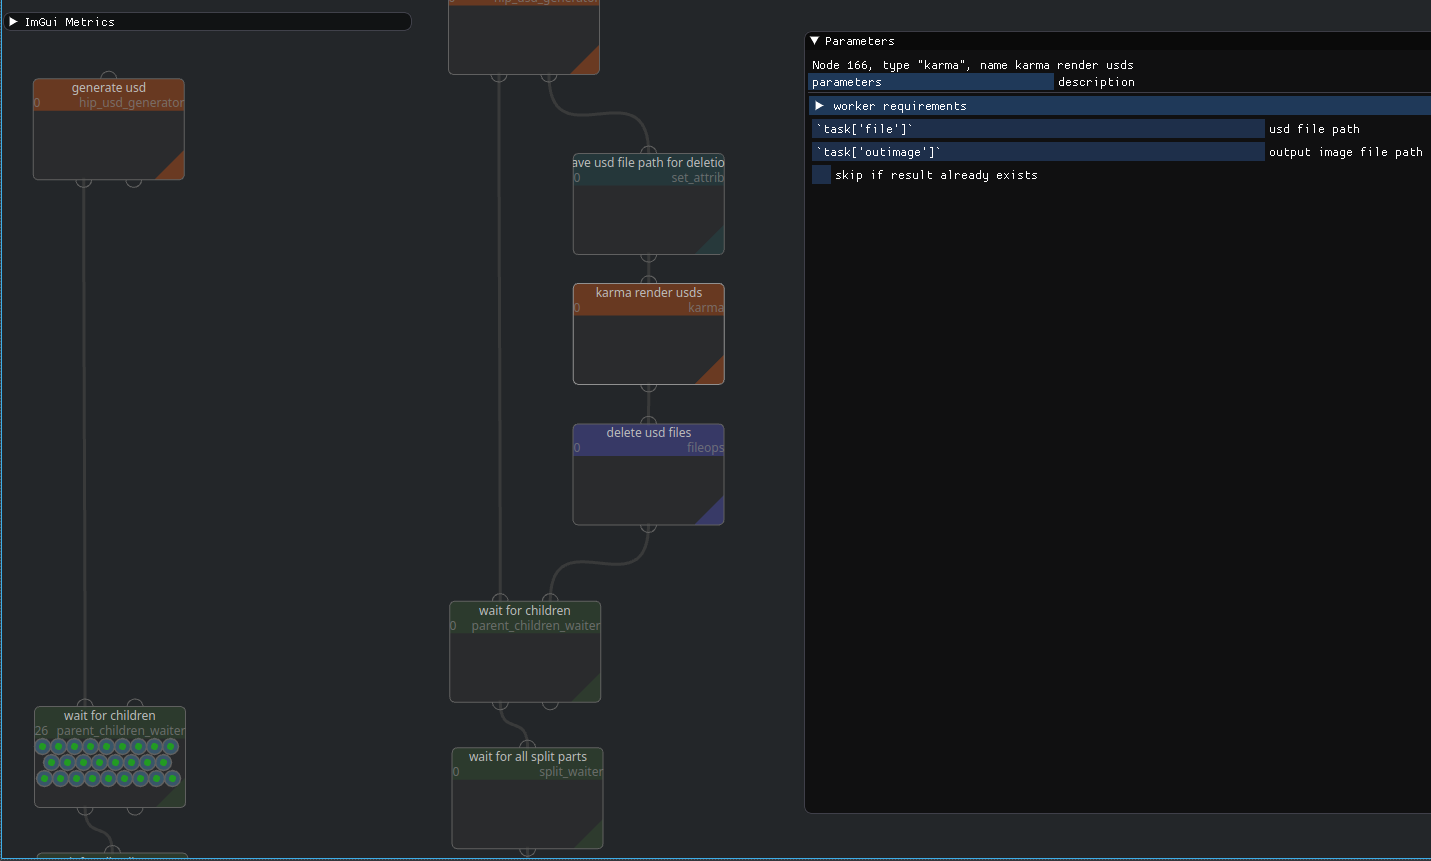 ImGui Metrics
generate usd
0 hip_usd_generator
wait for children
26 parent_children_waiter
0 hip_usd_generator
ave usd file path for deletio
0 set_attrib
karma render usds
0 karma
delete usd files
0 fileops
wait for children
0 parent_children_waiter
wait for all split parts
0 split_waiter
Parameters
Node 166, type "karma", name karma render usds
parameters description
worker requirements
`task['file']` usd file path
`task['outimage']` output image file path
skip if result already exists